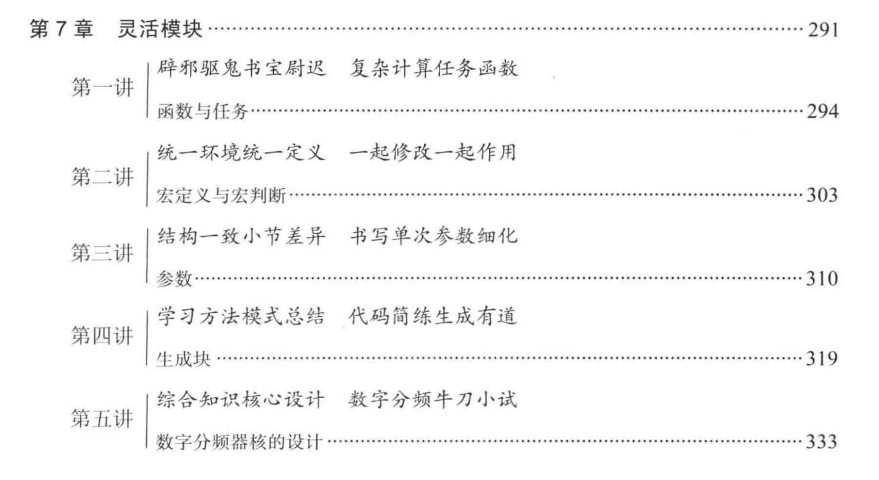 第 7 章 灵活模块 …… 291
第一讲
辟邪驱鬼书宝尉迟 复杂计算任务函数
函数与任务 …… 294
第二讲
统一环境统一定义 一起修改一起作用
宏定义与宏判断 …… 303
第三讲
结构一致小节差异 书写单次参数细化
参数 …… 310
第四讲
学习方法模式总结 代码简练生成有道
生成块 …… 319
第五讲
综合知识核心设计 数字分频牛刀小试
数字分频器核的设计 …… 333